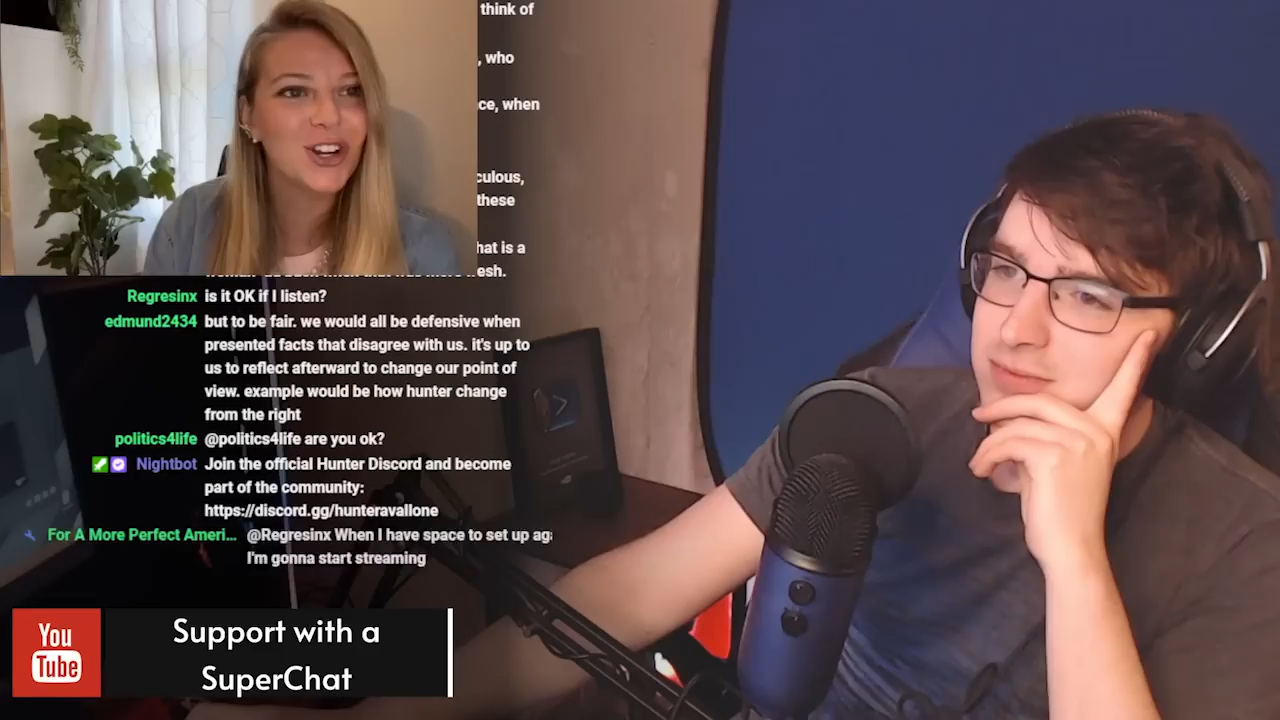 think of
, who
ce, when
culous,
these
hat is a
esh.
Regresinx is it OK if I listen?
edmund2434 but to be fair. we would all be defensive when
presented facts that disagree with us. it's up to
us to reflect afterward to change our point of
view. example would be how hunter change
from the right
politics4life @politics4life are you ok?
Nightbot Join the official Hunter Discord and become
part of the community:
https://discord.gg/hunteravallone
For A More Perfect Ameri... @Regresinx When I have space to set up aga
I'm gonna start streaming
You
Tube
Support with a
SuperChat